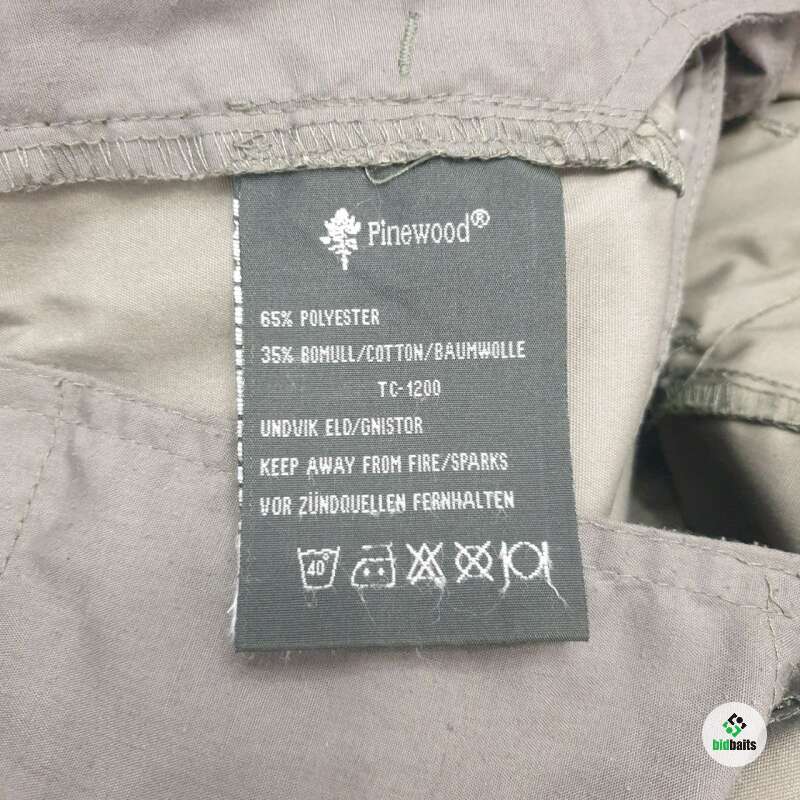 Pinewood®
65% POLYESTER
35% BOMULL/COTTON/BAUMWOLLE
TC-1200
UNDVIK ELD/GNISTOR
KEEP AWAY FROM FIRE/SPARKS
VOR ZÜNDQUELLEN FERNHALTEN
40°
bidbaits